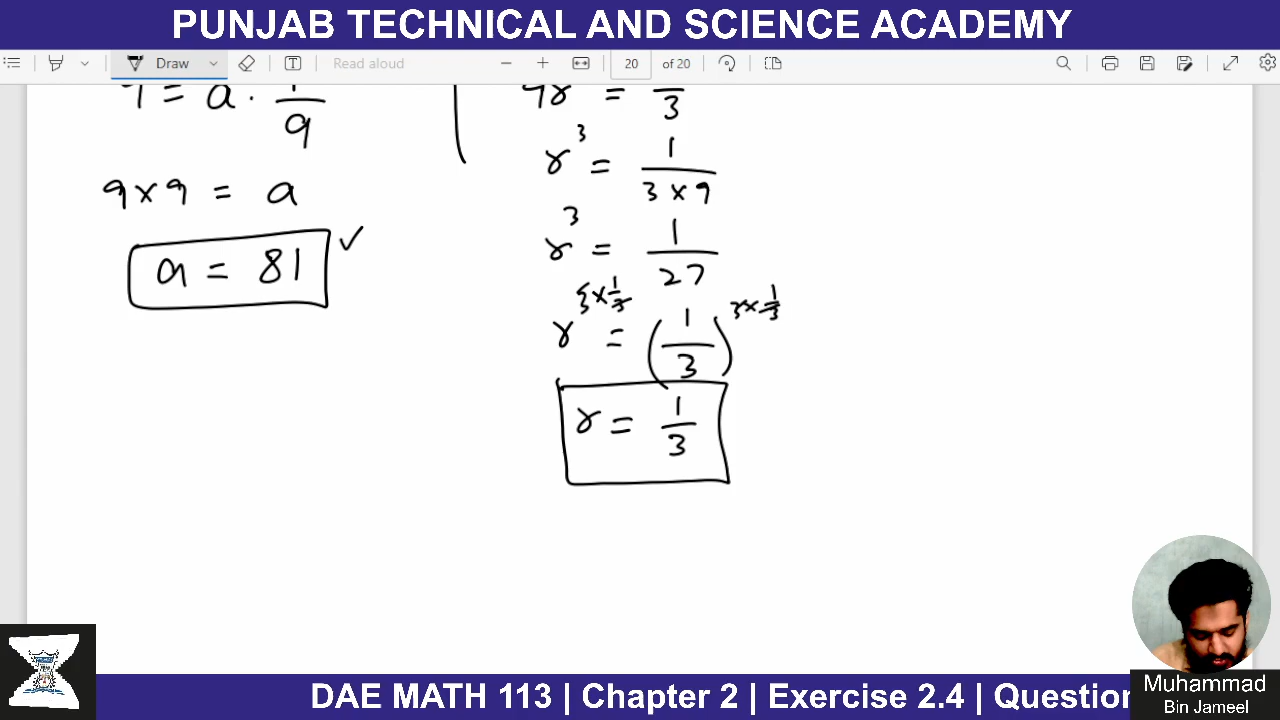 PUNJAB TECHNICAL AND SCIENCE ACADEMY
Draw
Read aloud
20 of 20
= a · 9
9 × 9 = a
a = 81 ✓
= 3
r³ = 1/(3 × 9)
r³ = 1/27
r^(3×1/3) = (1/3)^(3×1/3)
r = 1/3
Muhammad
Bin Jameel
DAE MATH 113 | Chapter 2 | Exercise 2.4 | Question